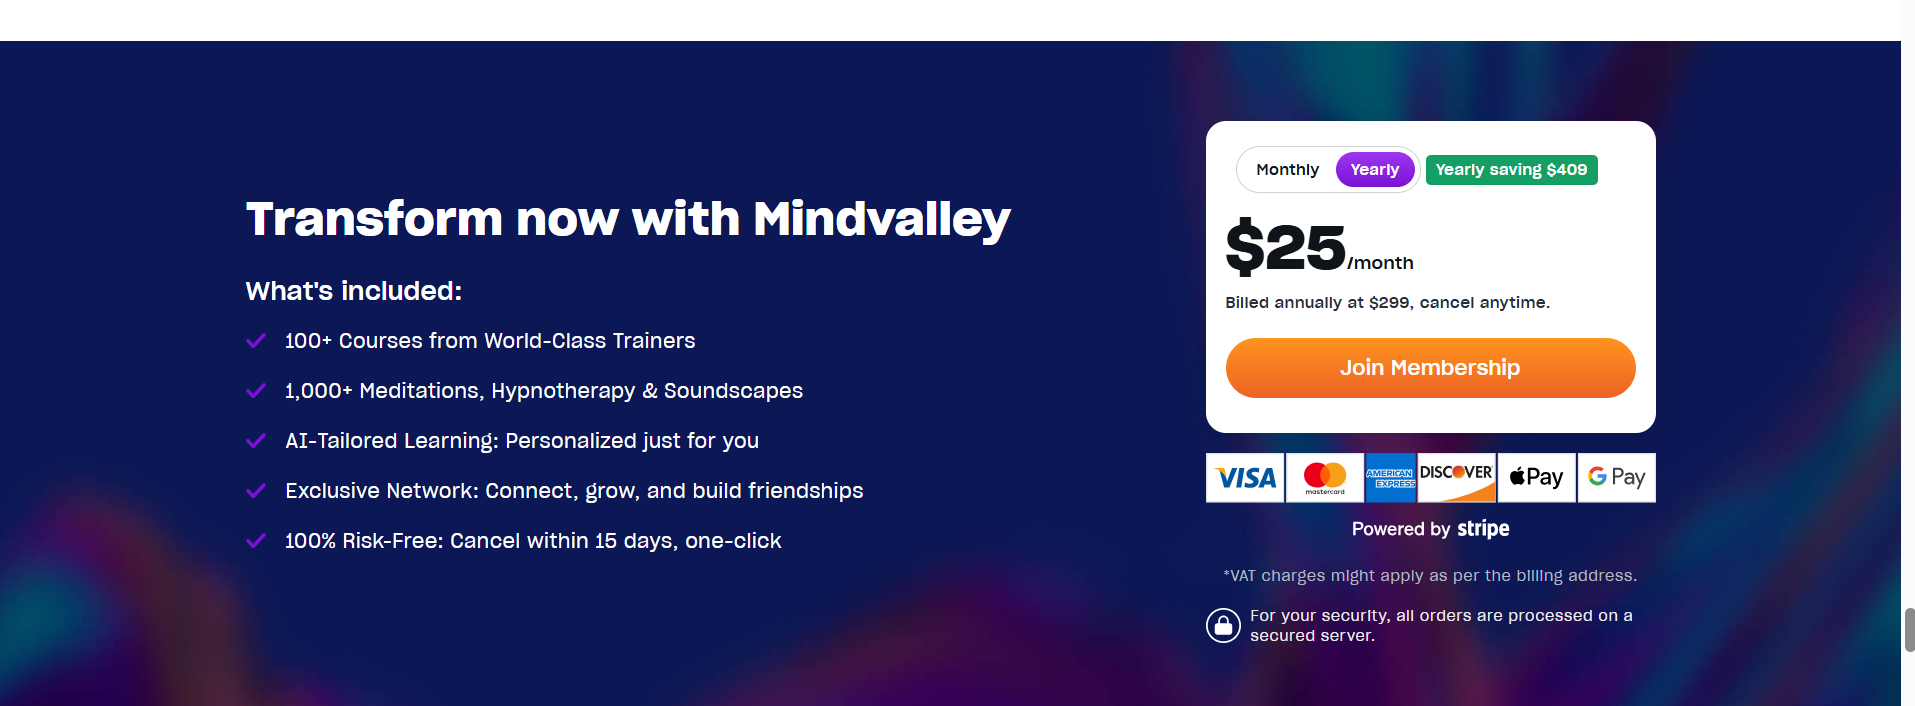 Transform now with Mindvalley
What's included:
100+ Courses from World-Class Trainers
1,000+ Meditations, Hypnotherapy & Soundscapes
AI-Tailored Learning: Personalized just for you
Exclusive Network: Connect, grow, and build friendships
100% Risk-Free: Cancel within 15 days, one-click
Monthly Yearly Yearly saving $409
$25/month
Billed annually at $299, cancel anytime.
Join Membership
VISA mastercard AMERICAN EXPRESS DISCOVER Pay G Pay
Powered by stripe
*VAT charges might apply as per the billing address.
For your security, all orders are processed on a
secured server.